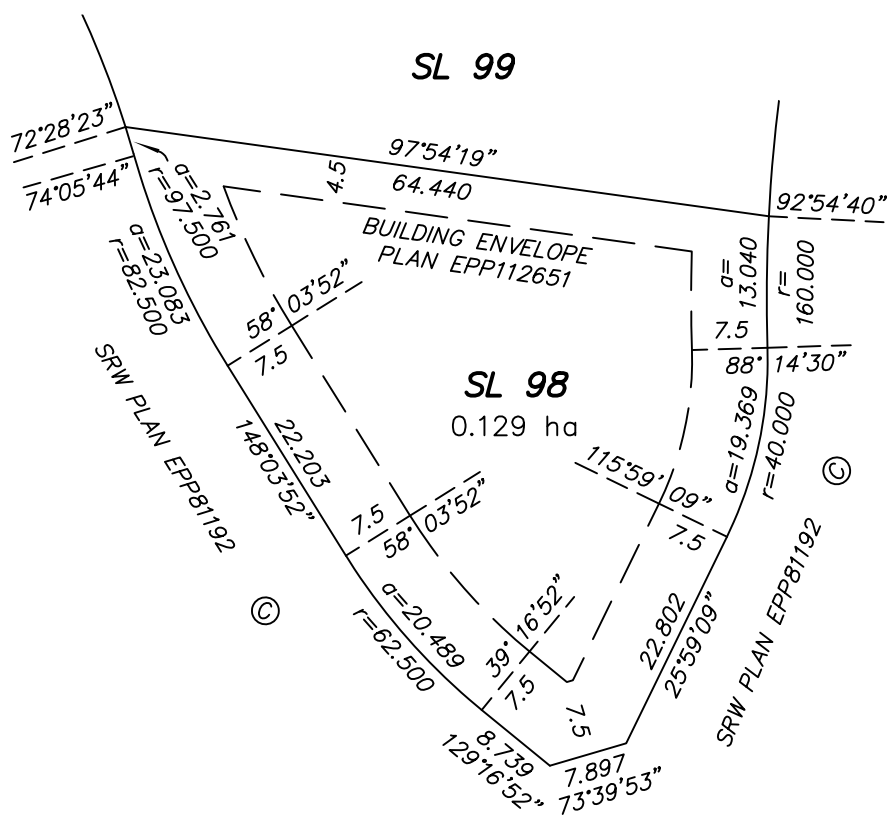 SL 99
72°28'23"
74°05'44"
a=2.761
r=97.500
97°54'19"
64.440
4.5
92°54'40"
BUILDING ENVELOPE
PLAN EPP112651
a=23.083
r=82.500
a=
13.040
r=
160.000
58° 03'52"
7.5
7.5
88° 14'30"
SL 98
0.129 ha
SRW PLAN EPP81192
22.203
148°03'52"
a=19.369
r=40.000
115°59' 09"
7.5
©
7.5
58° 03'52"
©
a=20.489
r=62.500
39° 16'52"
7.5
22.802
25°59'09"
SRW PLAN EPP81192
7.5
8.739
129°16'52"
7.897
73°39'53"